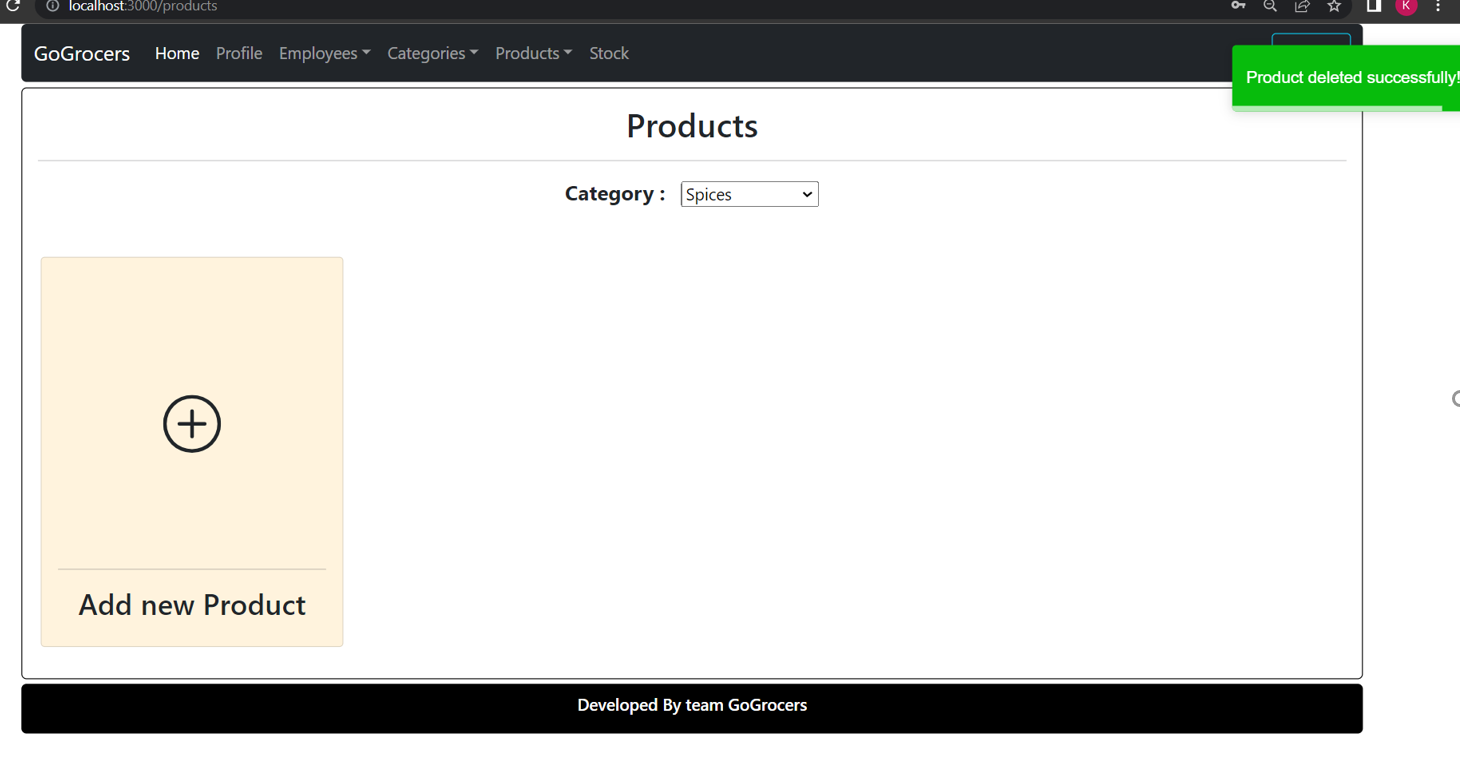 localhost:3000/products
K
GoGrocers Home Profile Employees Categories Products Stock
Product deleted successfully!
Products
Category : Spices
Add new Product
Developed By team GoGrocers